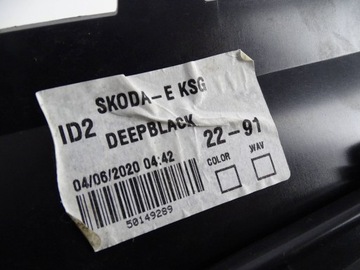 SKODA-E KSG
ID2
DEEPBLACK
22-91
04/06/2020 04:42
COLOR
WAV
50149289